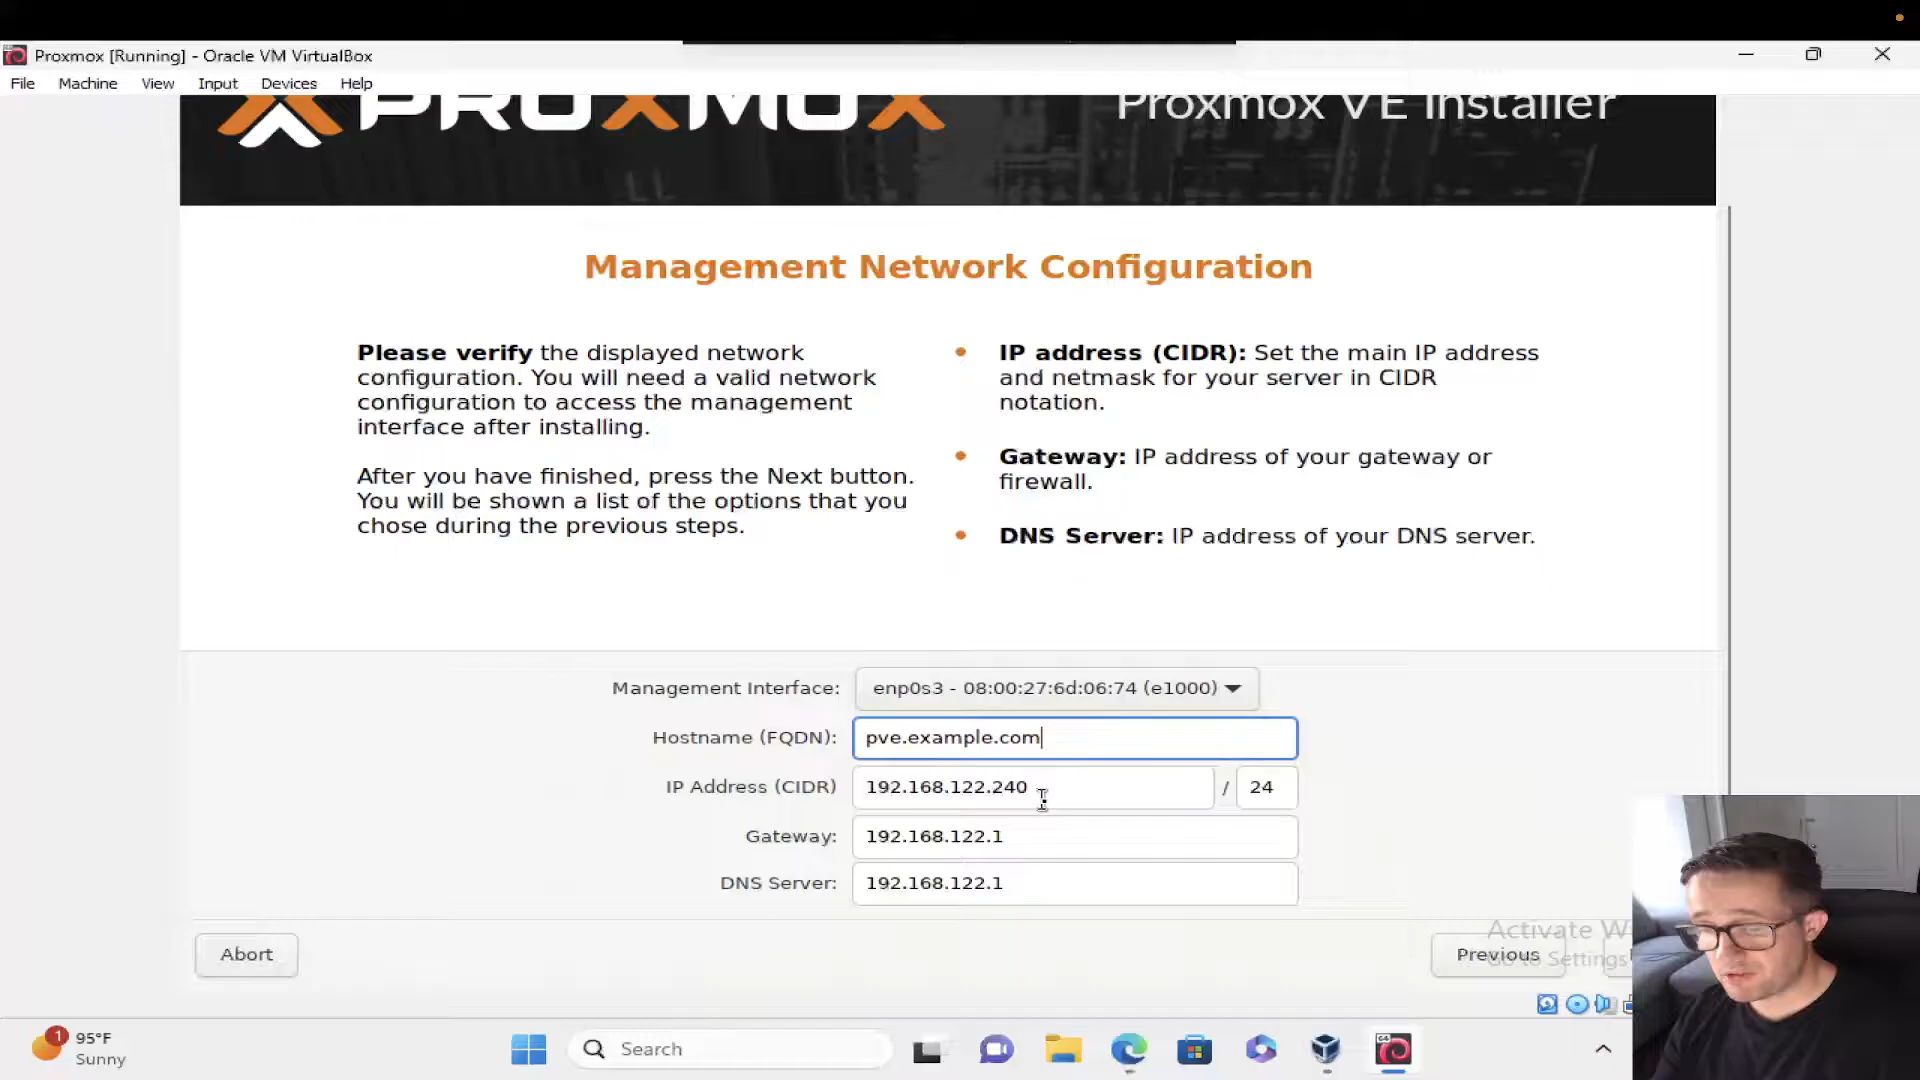 Proxmox [Running] - Oracle VM VirtualBox
File Machine View Input Devices Help
PROXMOX
Proxmox VE Installer
Management Network Configuration
Please verify the displayed network
configuration. You will need a valid network
configuration to access the management
interface after installing.
After you have finished, press the Next button.
You will be shown a list of the options that you
chose during the previous steps.
IP address (CIDR): Set the main IP address
and netmask for your server in CIDR
notation.
Gateway: IP address of your gateway or
firewall.
DNS Server: IP address of your DNS server.
Management Interface: enp0s3 - 08:00:27:6d:06:74 (e1000)
Hostname (FQDN): pve.example.com
IP Address (CIDR) 192.168.122.240 / 24
Gateway: 192.168.122.1
DNS Server: 192.168.122.1
Abort
Previous
Activate W
Go to Settings
1
95°F
Sunny
Search
64